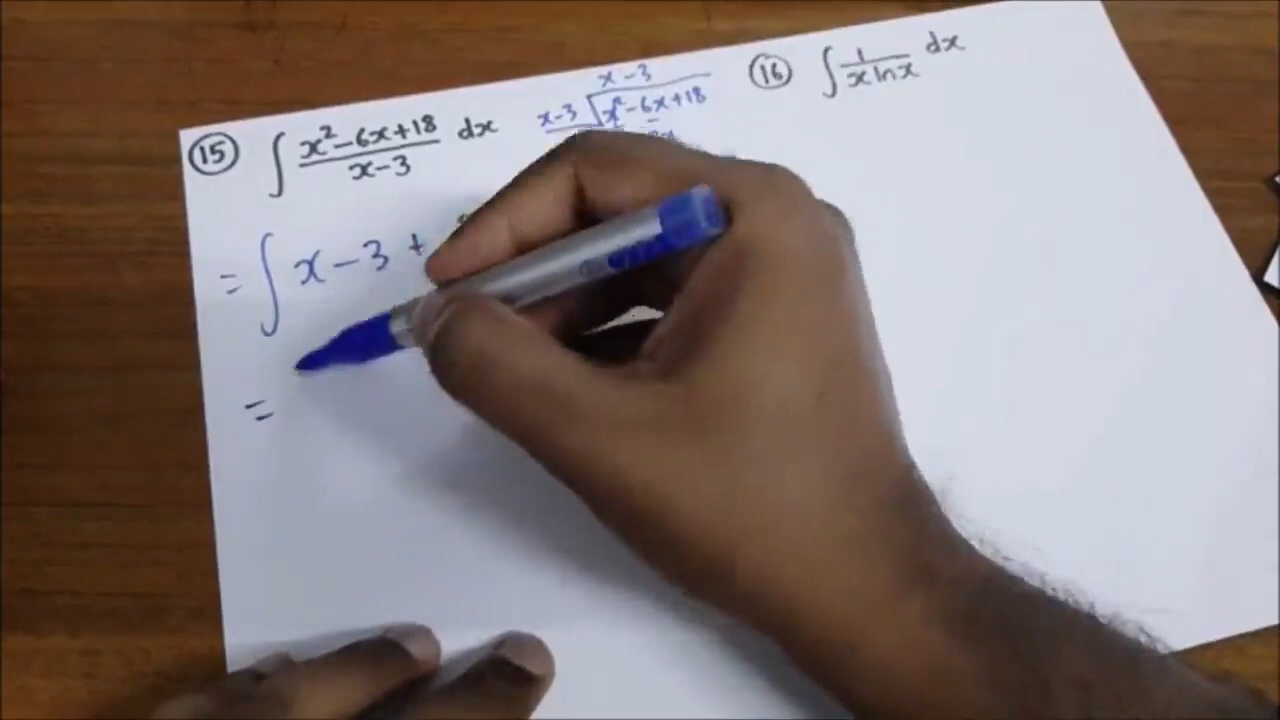 ⑮ ∫ x²-6x+18 / x-3 dx
x-3
x-3 √ x²-6x+18
= ∫ x-3 +
=
⑯ ∫ 1 / x ln x dx